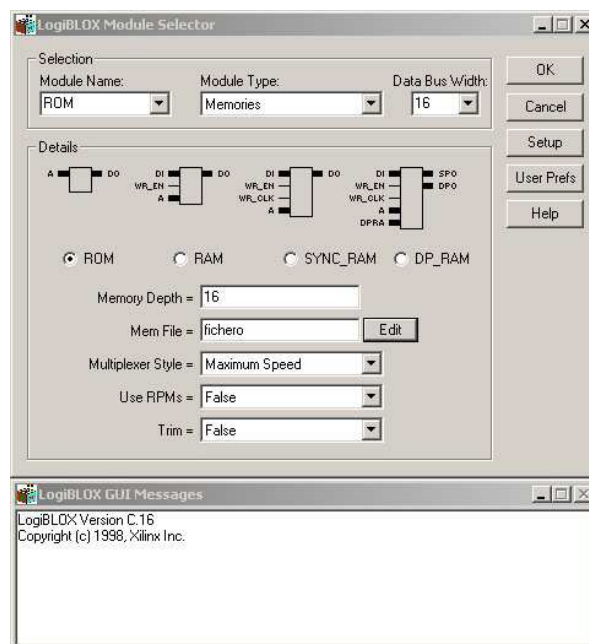 LogiBLOX Module Selector
Selection
Module Name: Module Type: Data Bus Width:
ROM Memories 16
OK
Cancel
Setup
User Prefs
Help
Details
A DO DI DO DI DO DI SPO
WR_EN WR_EN WR_EN DPO
A WR_CLK WR_CLK
A A
DPRA
ROM RAM SYNC_RAM DP_RAM
Memory Depth = 16
Mem File = fichero Edit
Multiplexer Style = Maximum Speed
Use RPMs = False
Trim = False
LogiBLOX GUI Messages
LogiBLOX Version C.16
Copyright (c) 1998, Xilinx Inc.